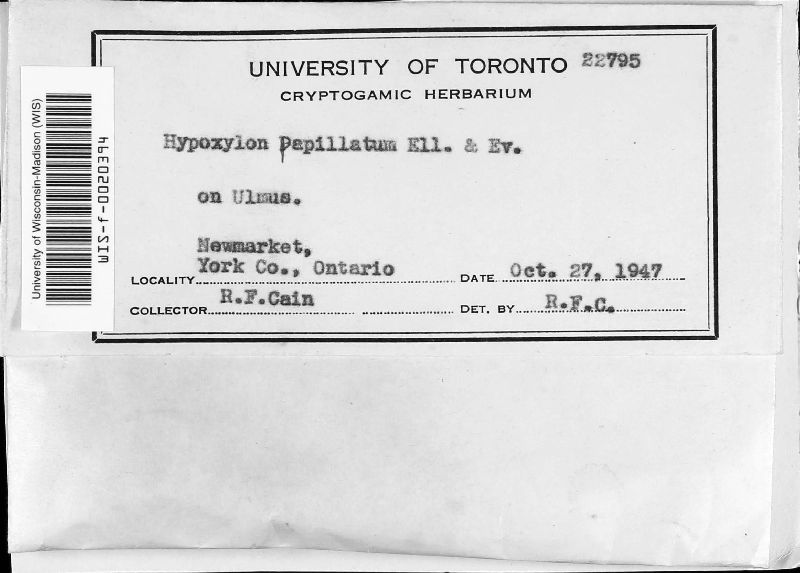 UNIVERSITY OF TORONTO 22795
CRYPTOGAMIC HERBARIUM
Hypoxylon papillatum Ell. & Ev.
on Ulmus.
Newmarket,
LOCALITY York Co., Ontario DATE Oct. 27, 1947
COLLECTOR R.F.Cain DET. BY R.F.C.
University of Wisconsin-Madison (WIS)
WIS-f-0020394